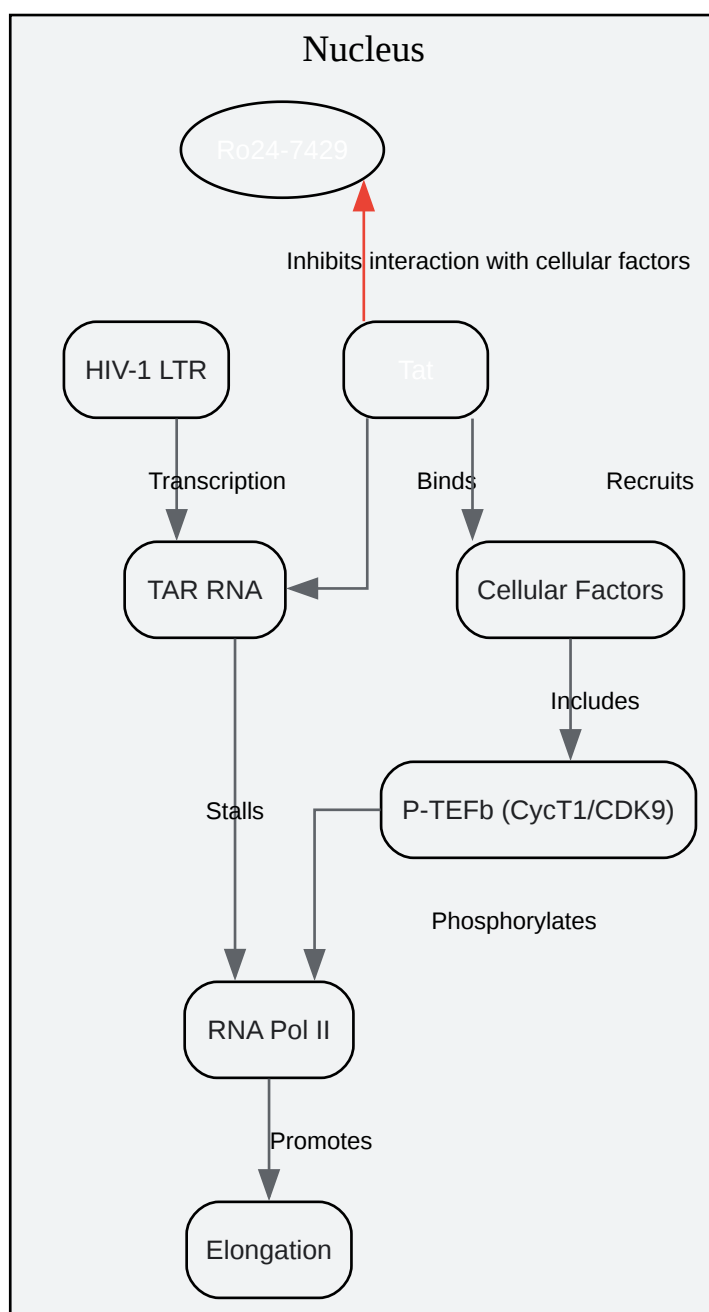 Nucleus
Ro24-7429
Inhibits interaction with cellular factors
HIV-1 LTR
Tat
Transcription
Binds
Recruits
TAR RNA
Cellular Factors
Includes
Stalls
P-TEFb (CycT1/CDK9)
Phosphorylates
RNA Pol II
Promotes
Elongation